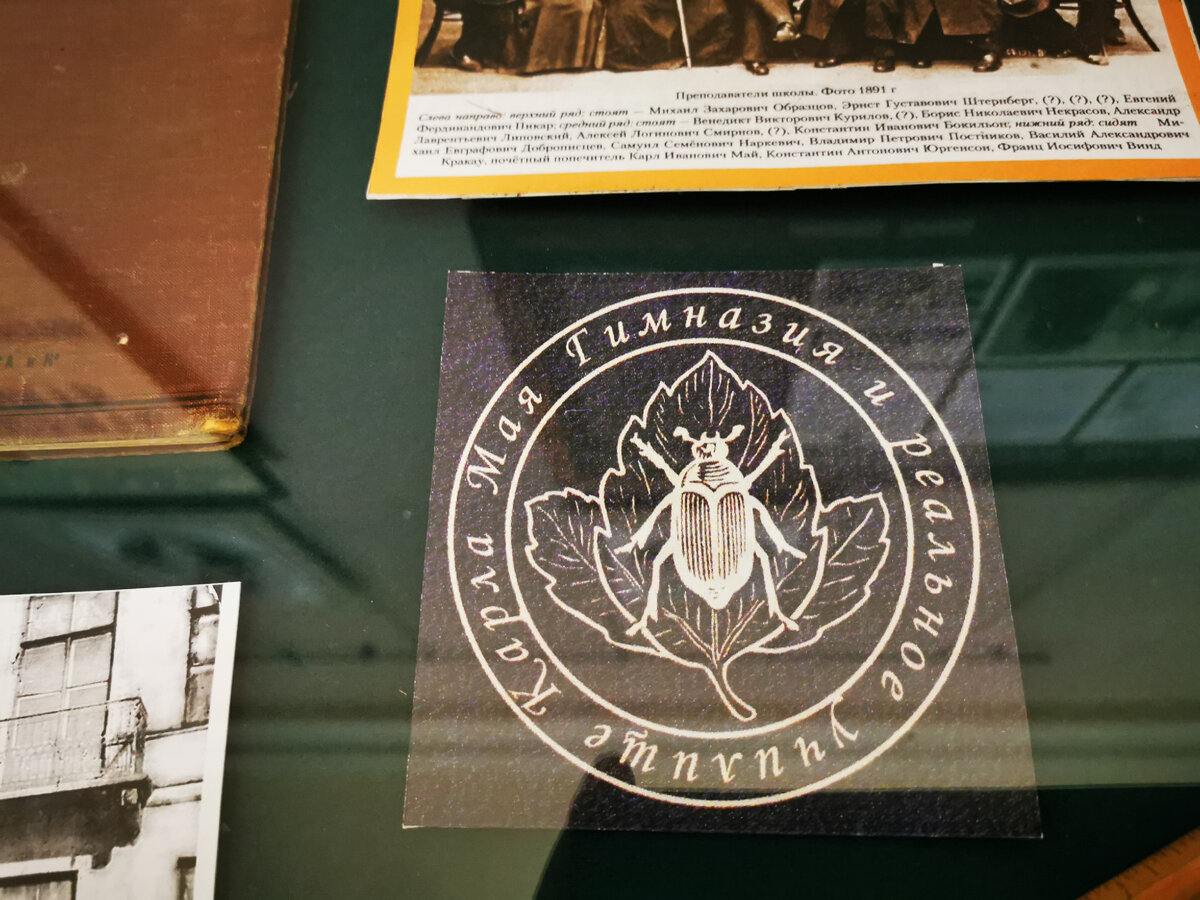 Преподаватели школы. Фото 1891 г
Слева направо: верхний ряд: стоят — Михаил Захарович Образцов, Эрнст Густавович Штернберг, (?), (?), (?), Евгений
Фердинандович Пикар; средний ряд: стоят — Венедикт Викторович Курилов, (?), Борис Николаевич Некрасов, Александр
Лаврентьевич Липовский, Алексей Логинович Смирнов, (?), Константин Иванович Бокильон; нижний ряд: сидят — Ми-
хаил Евграфович Доброписцев, Самуил Семёнович Наркевич, Владимир Петрович Постников, Василий Александрович
Кракау, почётный попечитель Карл Иванович Май, Константин Антонович Юргенсон, Франц Иосифович Винд
Гимназия и реальное училище Карла Мая